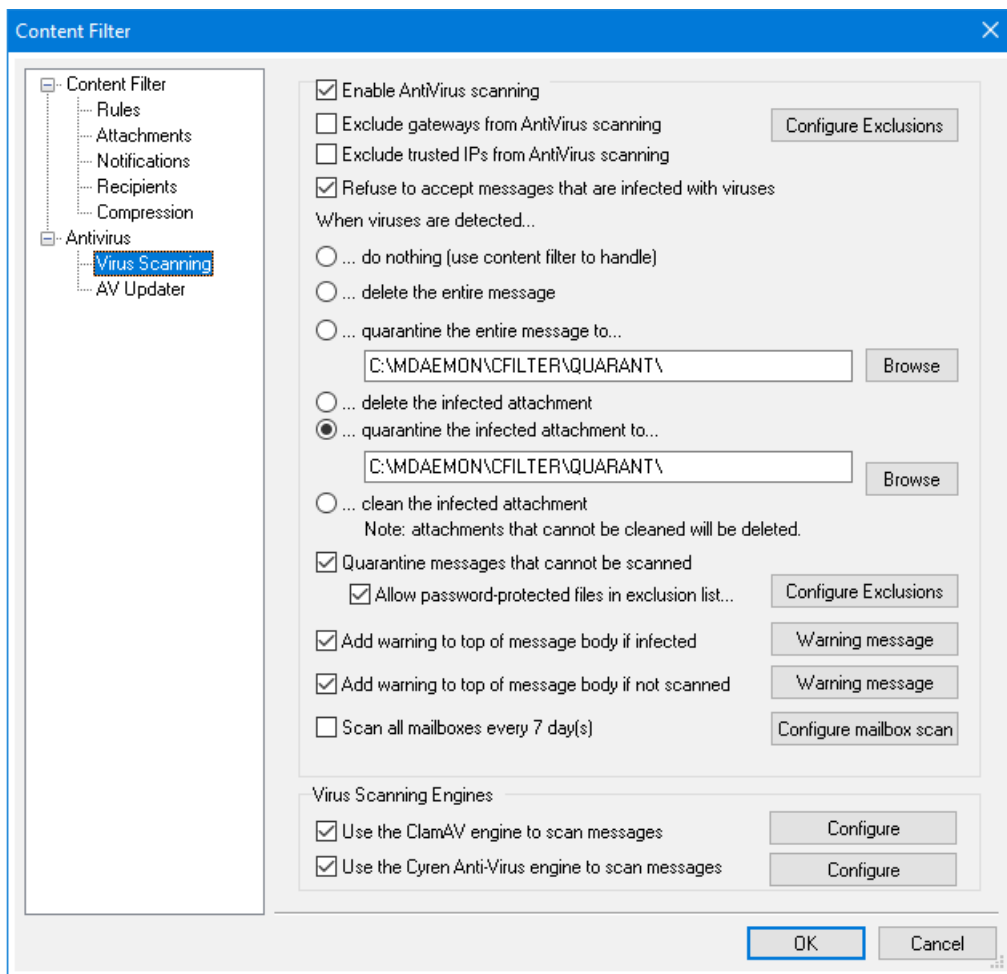 Content Filter
Content Filter
Rules
Attachments
Notifications
Recipients
Compression
Antivirus
Virus Scanning
AV Updater
Enable AntiVirus scanning
Exclude gateways from AntiVirus scanning
Configure Exclusions
Exclude trusted IPs from AntiVirus scanning
Refuse to accept messages that are infected with viruses
When viruses are detected...
... do nothing (use content filter to handle)
... delete the entire message
... quarantine the entire message to...
C:\MDAEMON\CFILTER\QUARANT\
Browse
... delete the infected attachment
... quarantine the infected attachment to...
C:\MDAEMON\CFILTER\QUARANT\
Browse
... clean the infected attachment
Note: attachments that cannot be cleaned will be deleted.
Quarantine messages that cannot be scanned
Allow password-protected files in exclusion list...
Configure Exclusions
Add warning to top of message body if infected
Warning message
Add warning to top of message body if not scanned
Warning message
Scan all mailboxes every 7 day(s)
Configure mailbox scan
Virus Scanning Engines
Use the ClamAV engine to scan messages
Configure
Use the Cyren Anti-Virus engine to scan messages
Configure
OK
Cancel